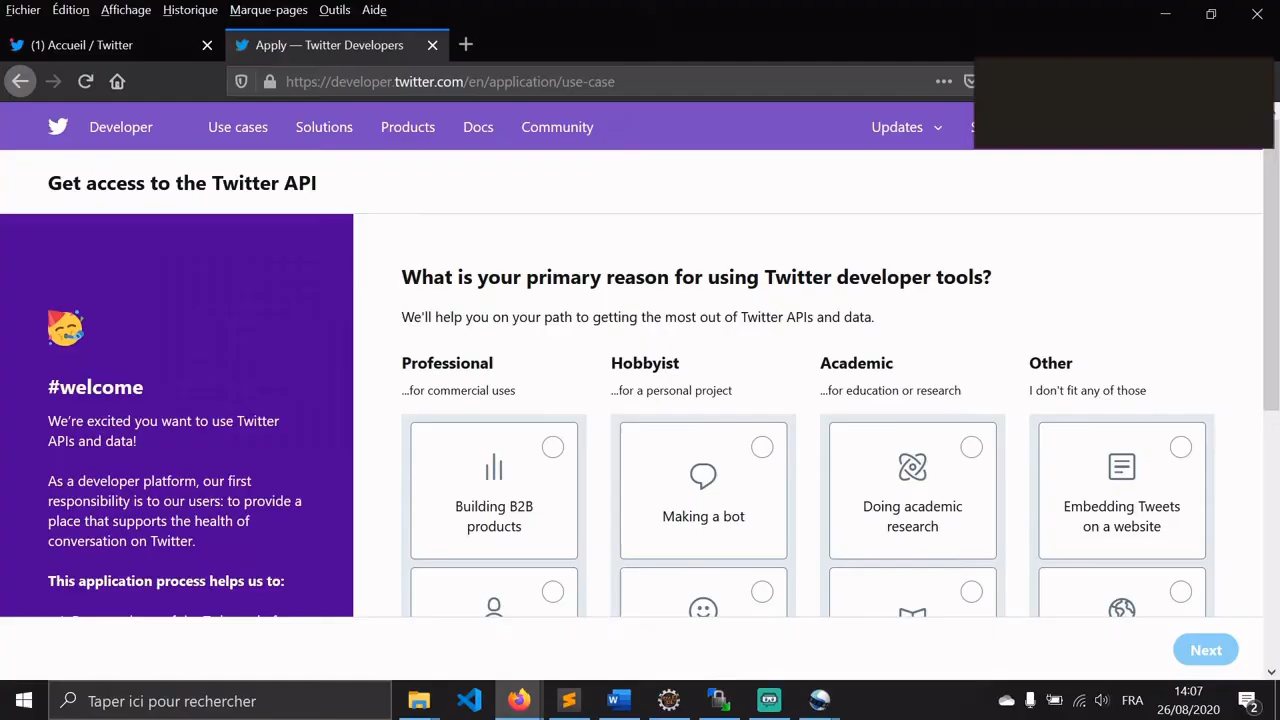 Fichier Édition Affichage Historique Marque-pages Outils Aide
(1) Accueil / Twitter
Apply — Twitter Developers
https://developer.twitter.com/en/application/use-case
Developer Use cases Solutions Products Docs Community Updates
Get access to the Twitter API
#welcome
We're excited you want to use Twitter
APIs and data!
As a developer platform, our first
responsibility is to our users: to provide a
place that supports the health of
conversation on Twitter.
This application process helps us to:
What is your primary reason for using Twitter developer tools?
We'll help you on your path to getting the most out of Twitter APIs and data.
Professional
...for commercial uses
Building B2B
products
Hobbyist
...for a personal project
Making a bot
Academic
...for education or research
Doing academic
research
Other
I don't fit any of those
Embedding Tweets
on a website
Next
Taper ici pour rechercher
FRA
14:07
26/08/2020
2